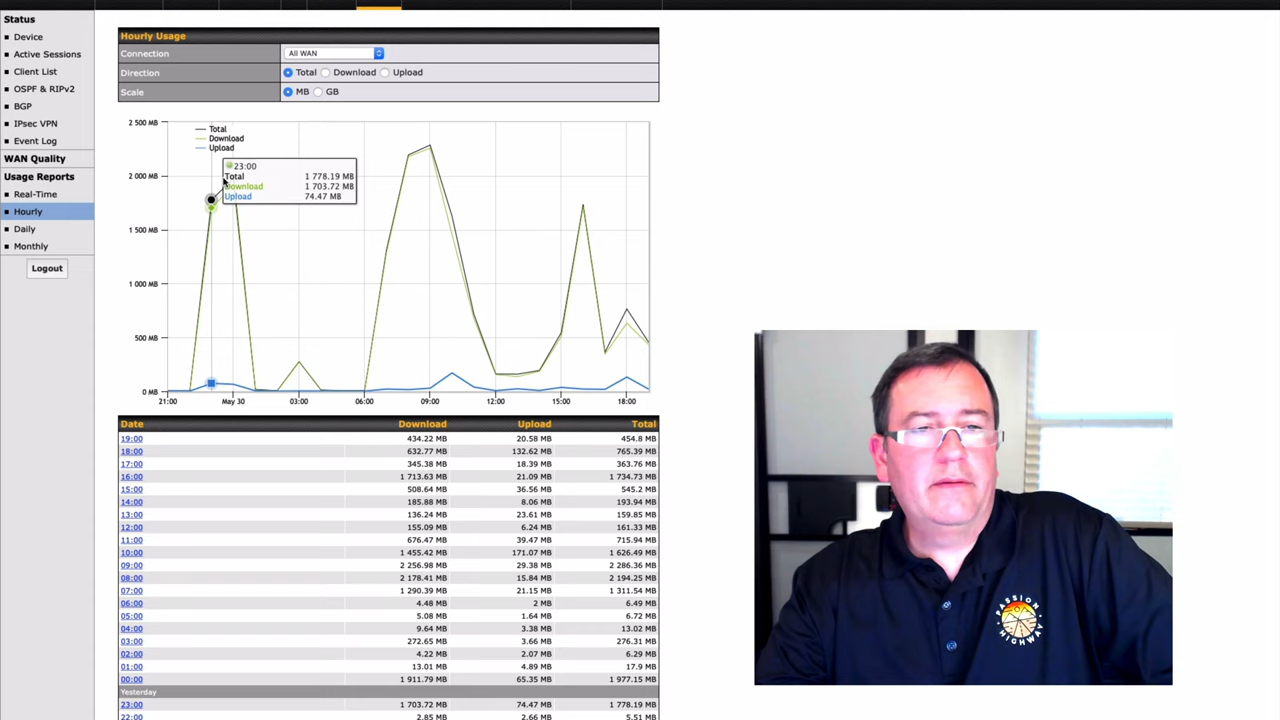 Status
Device
Active Sessions
Client List
OSPF & RIPv2
BGP
IPsec VPN
Event Log
WAN Quality
Usage Reports
Real-Time
Hourly
Daily
Monthly
Logout
Hourly Usage
Connection All WAN
Direction Total Download Upload
Scale MB GB
2 500 MB
2 000 MB
1 500 MB
1 000 MB
500 MB
0 MB
Total
Download
Upload
23:00
Total 1 778.19 MB
Download 1 703.72 MB
Upload 74.47 MB
21:00 May 30 03:00 06:00 09:00 12:00 15:00 18:00
Date Download Upload Total
19:00 434.22 MB 20.58 MB 454.8 MB
18:00 632.77 MB 132.62 MB 765.39 MB
17:00 345.38 MB 18.39 MB 363.76 MB
16:00 1 713.63 MB 21.09 MB 1 734.73 MB
15:00 508.64 MB 36.56 MB 545.2 MB
14:00 185.88 MB 8.06 MB 193.94 MB
13:00 136.24 MB 23.61 MB 159.85 MB
12:00 155.09 MB 6.24 MB 161.33 MB
11:00 676.47 MB 39.47 MB 715.94 MB
10:00 1 455.42 MB 171.07 MB 1 626.49 MB
09:00 2 256.98 MB 29.38 MB 2 286.36 MB
08:00 2 178.41 MB 15.84 MB 2 194.25 MB
07:00 1 290.39 MB 21.15 MB 1 311.54 MB
06:00 4.48 MB 2 MB 6.49 MB
05:00 5.08 MB 1.64 MB 6.72 MB
04:00 9.64 MB 3.38 MB 13.02 MB
03:00 272.65 MB 3.66 MB 276.31 MB
02:00 4.22 MB 2.07 MB 6.29 MB
01:00 13.01 MB 4.89 MB 17.9 MB
00:00 1 911.79 MB 65.35 MB 1 977.15 MB
Yesterday
23:00 1 703.72 MB 74.47 MB 1 778.19 MB
22:00 2.85 MB 2.66 MB 5.51 MB
PASSION
HIGHWAY